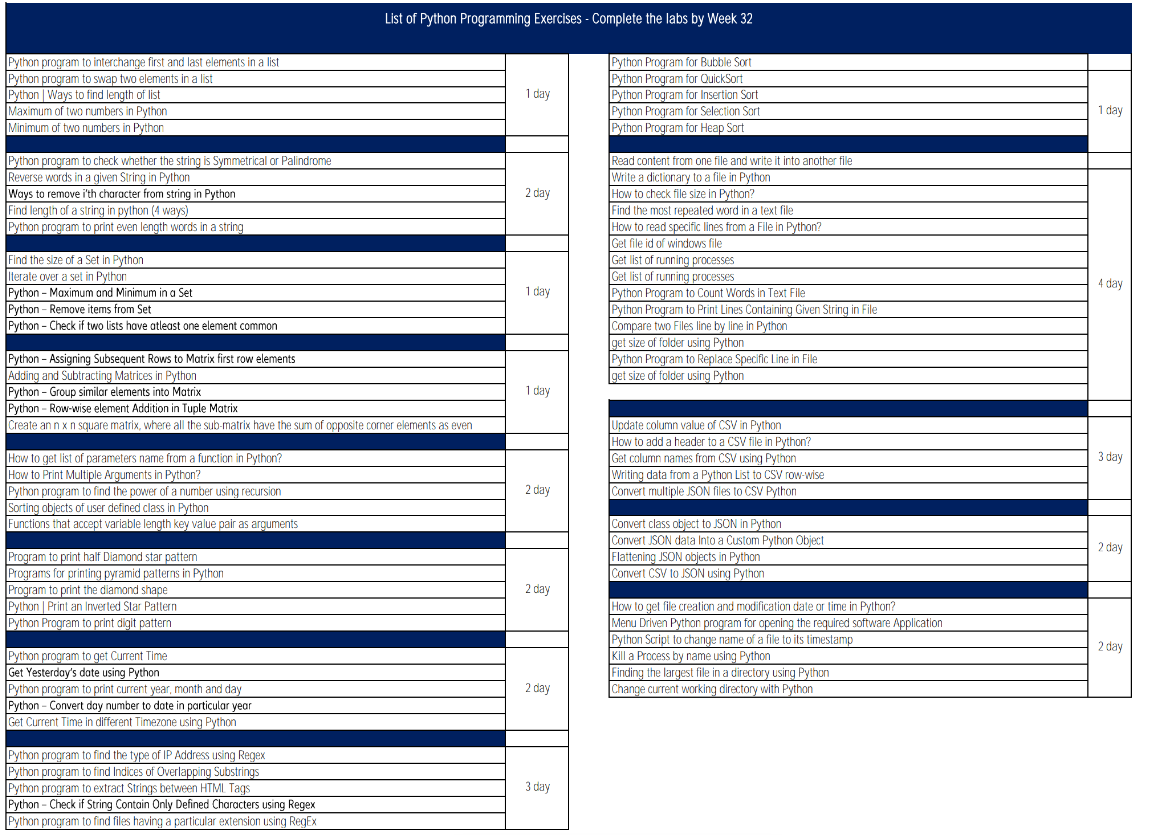 List of Python Programming Exercises - Complete the labs by Week 32
Python program to interchange first and last elements in a list
Python program to swap two elements in a list
Python | Ways to find length of list
1 day
Maximum of two numbers in Python
Minimum of two numbers in Python
Python program to check whether the string is Symmetrical or Palindrome
Reverse words in a given String in Python
Ways to remove i'th character from string in Python
2 day
Find length of a string in python (4 ways)
Python program to print even length words in a string
Find the size of a Set in Python
Iterate over a set in Python
Python – Maximum and Minimum in a Set
1 day
Python – Remove items from Set
Python – Check if two lists have atleast one element common
Python – Assigning Subsequent Rows to Matrix first row elements
Adding and Subtracting Matrices in Python
Python – Group similar elements into Matrix
1 day
Python – Row-wise element Addition in Tuple Matrix
Create an n x n square matrix, where all the sub-matrix have the sum of opposite corner elements as even
How to get list of parameters name from a function in Python?
How to Print Multiple Arguments in Python?
Python program to find the power of a number using recursion
2 day
Sorting objects of user defined class in Python
Functions that accept variable length key value pair as arguments
Program to print half Diamond star pattern
Programs for printing pyramid patterns in Python
Program to print the diamond shape
2 day
Python | Print an Inverted Star Pattern
Python Program to print digit pattern
Python program to get Current Time
Get Yesterday's date using Python
Python program to print current year, month and day
2 day
Python – Convert day number to date in particular year
Get Current Time in different Timezone using Python
Python program to find the type of IP Address using Regex
Python program to find Indices of Overlapping Substrings
Python program to extract Strings between HTML Tags
3 day
Python – Check if String Contain Only Defined Characters using Regex
Python program to find files having a particular extension using RegEx
Python Program for Bubble Sort
Python Program for QuickSort
Python Program for Insertion Sort
Python Program for Selection Sort
1 day
Python Program for Heap Sort
Read content from one file and write it into another file
Write a dictionary to a file in Python
How to check file size in Python?
Find the most repeated word in a text file
How to read specific lines from a File in Python?
Get file id of windows file
Get list of running processes
Get list of running processes
4 day
Python Program to Count Words in Text File
Python Program to Print Lines Containing Given String in File
Compare two Files line by line in Python
get size of folder using Python
Python Program to Replace Specific Line in File
get size of folder using Python
Update column value of CSV in Python
How to add a header to a CSV file in Python?
Get column names from CSV using Python
3 day
Writing data from a Python List to CSV row-wise
Convert multiple JSON files to CSV Python
Convert class object to JSON in Python
Convert JSON data Into a Custom Python Object
2 day
Flattening JSON objects in Python
Convert CSV to JSON using Python
How to get file creation and modification date or time in Python?
Menu Driven Python program for opening the required software Application
Python Script to change name of a file to its timestamp
2 day
Kill a Process by name using Python
Finding the largest file in a directory using Python
Change current working directory with Python